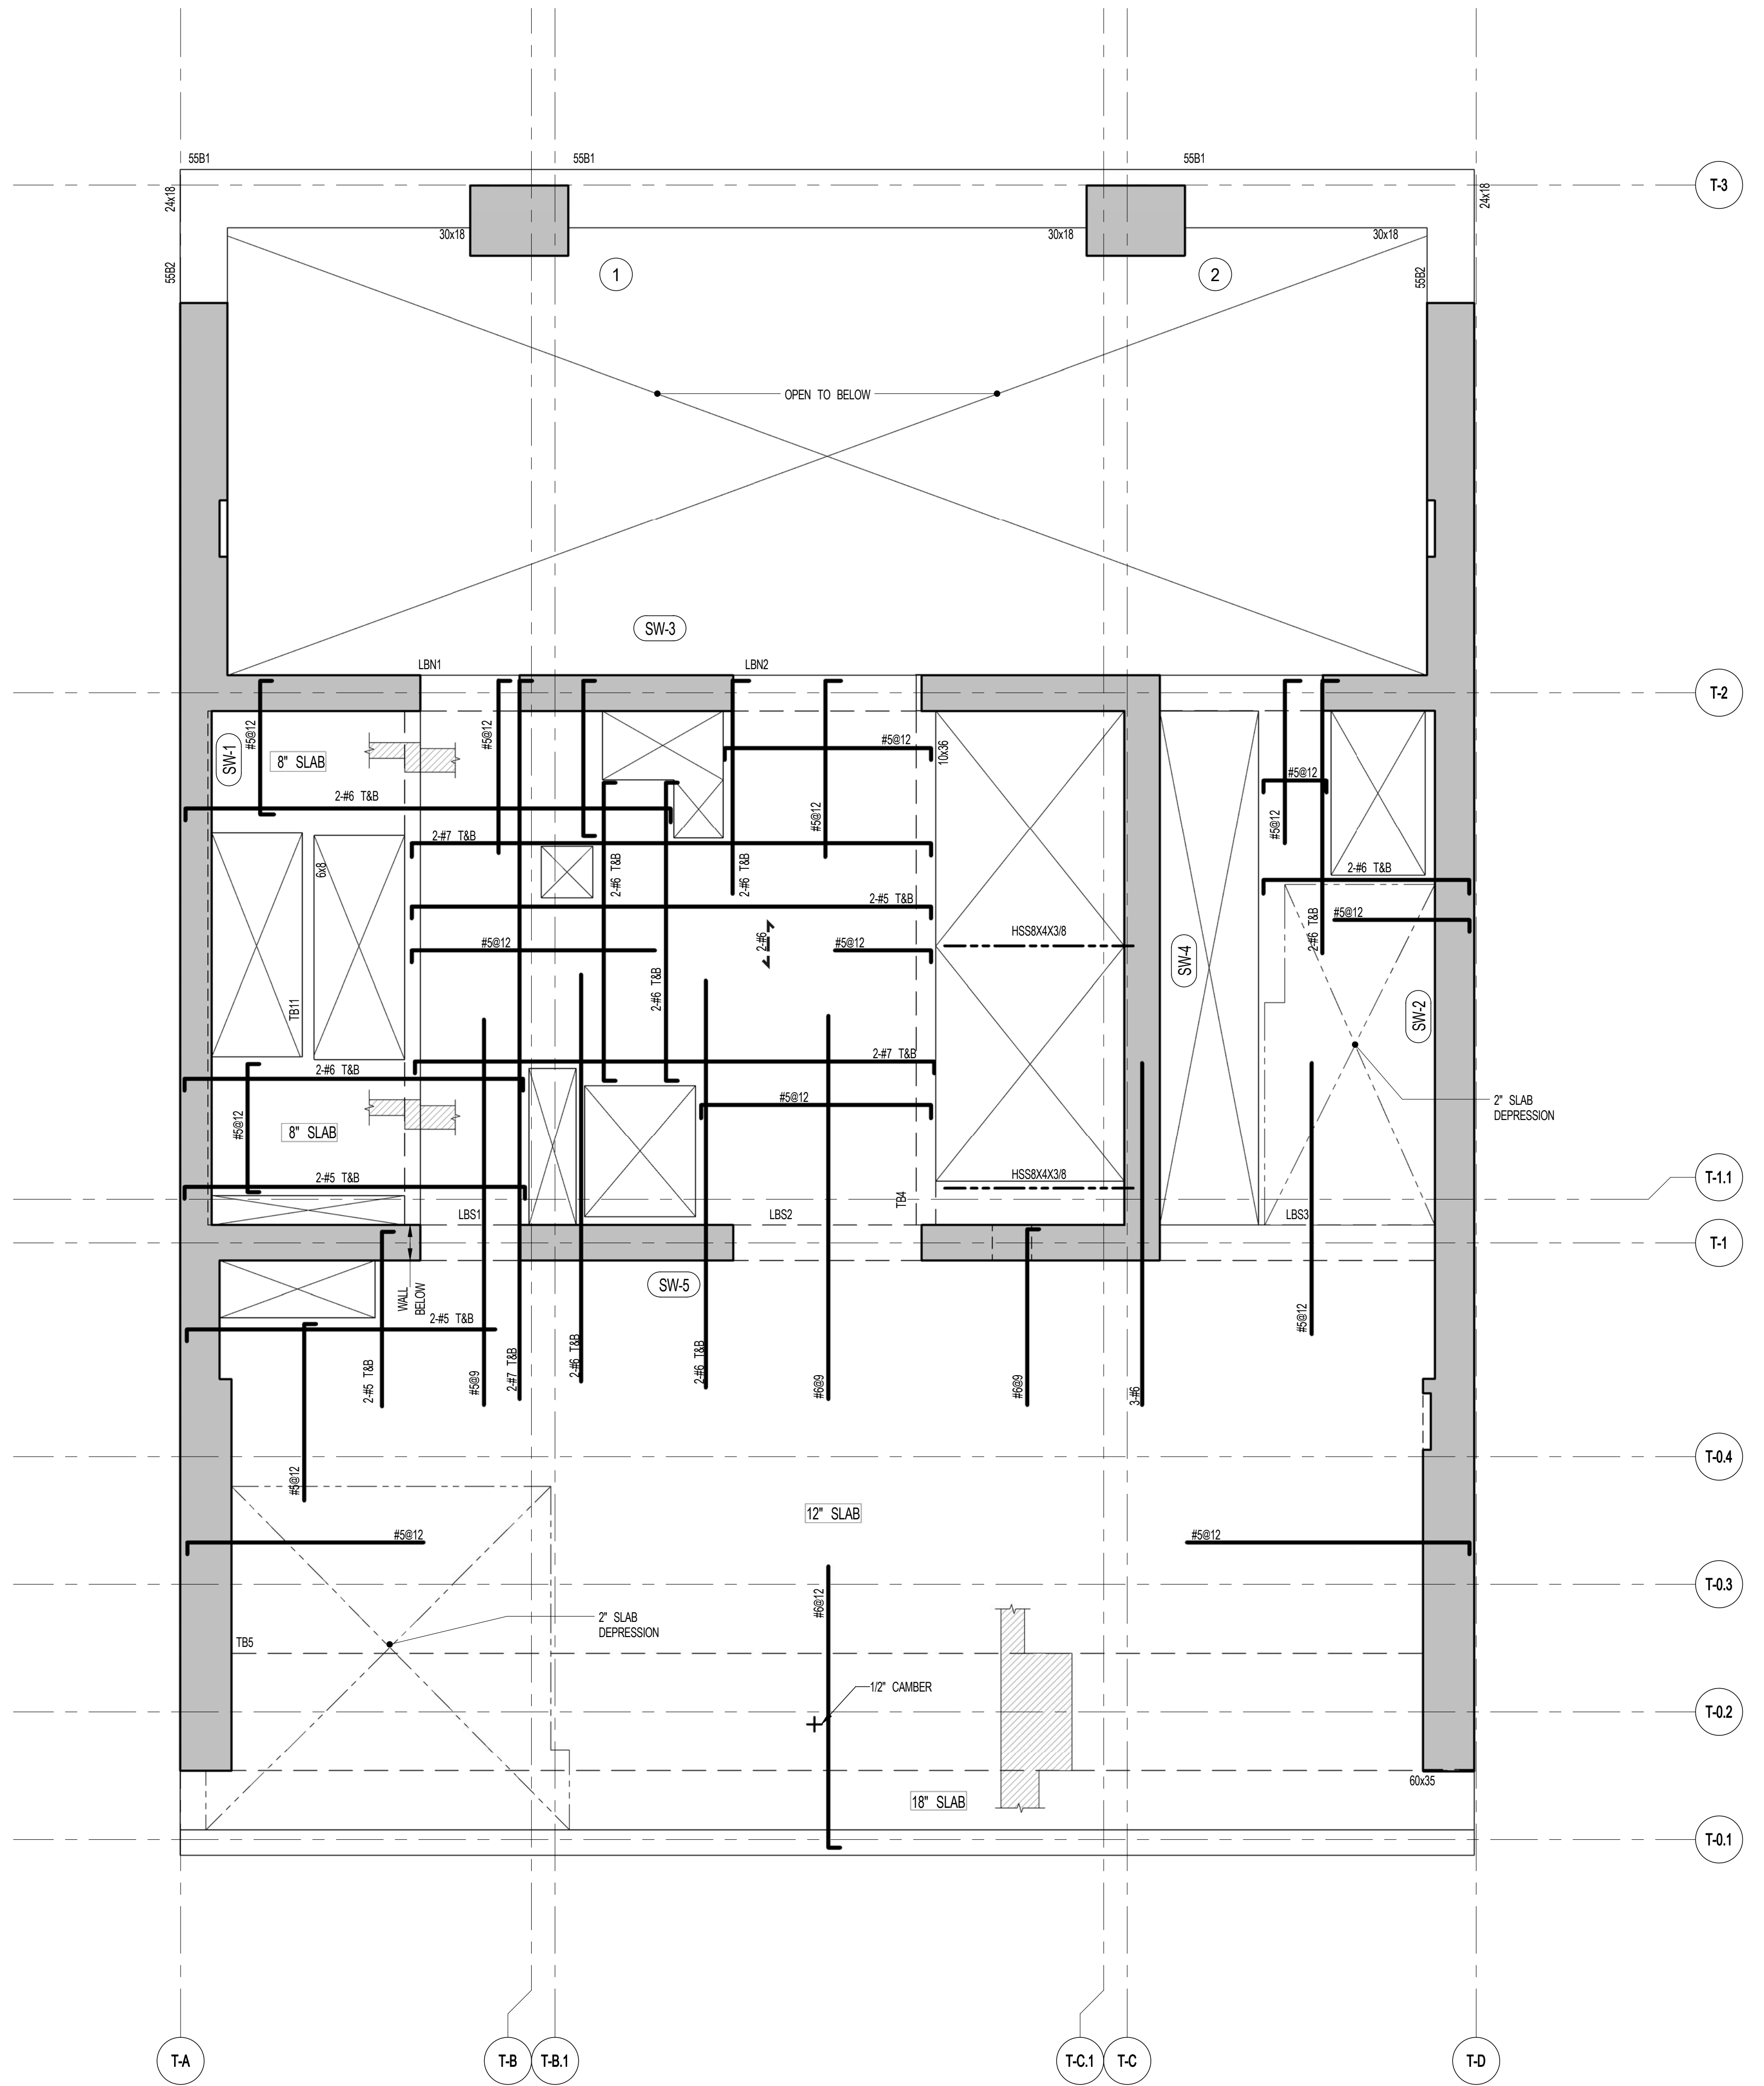 55B1
55B1
55B1
24x18
24x18
T-3
30x18
30x18
30x18
55B2
55B2
1
2
OPEN TO BELOW
SW-3
LBN1
LBN2
T-2
#5@12
#5@12
#5@12
10x36
SW-1
8" SLAB
#5@12
2-#6 T&B
#5@12
#5@12
2-#7 T&B
6x8
2-#6 T&B
2-#6 T&B
2-#6 T&B
2-#5 T&B
#5@12
2-#6 T&B
#5@12
#5@12
2-#6
HSS8X4X3/8
SW-4
2-#6 T&B
TB11
SW-2
2-#7 T&B
2-#6 T&B
#5@12
2" SLAB
DEPRESSION
#5@12
8" SLAB
2-#5 T&B
HSS8X4X3/8
T-1.1
TB4
LBS1
LBS2
LBS3
T-1
SW-5
WALL
BELOW
2-#5 T&B
#5@12
2-#5 T&B
#5@9
2-#7 T&B
2-#6 T&B
2-#6 T&B
#6@9
#6@9
3-#6
T-0.4
#5@12
12" SLAB
#5@12
#5@12
T-0.3
#6@12
2" SLAB
DEPRESSION
TB5
1/2" CAMBER
T-0.2
60x35
18" SLAB
T-0.1
T-A
T-B
T-B.1
T-C.1
T-C
T-D